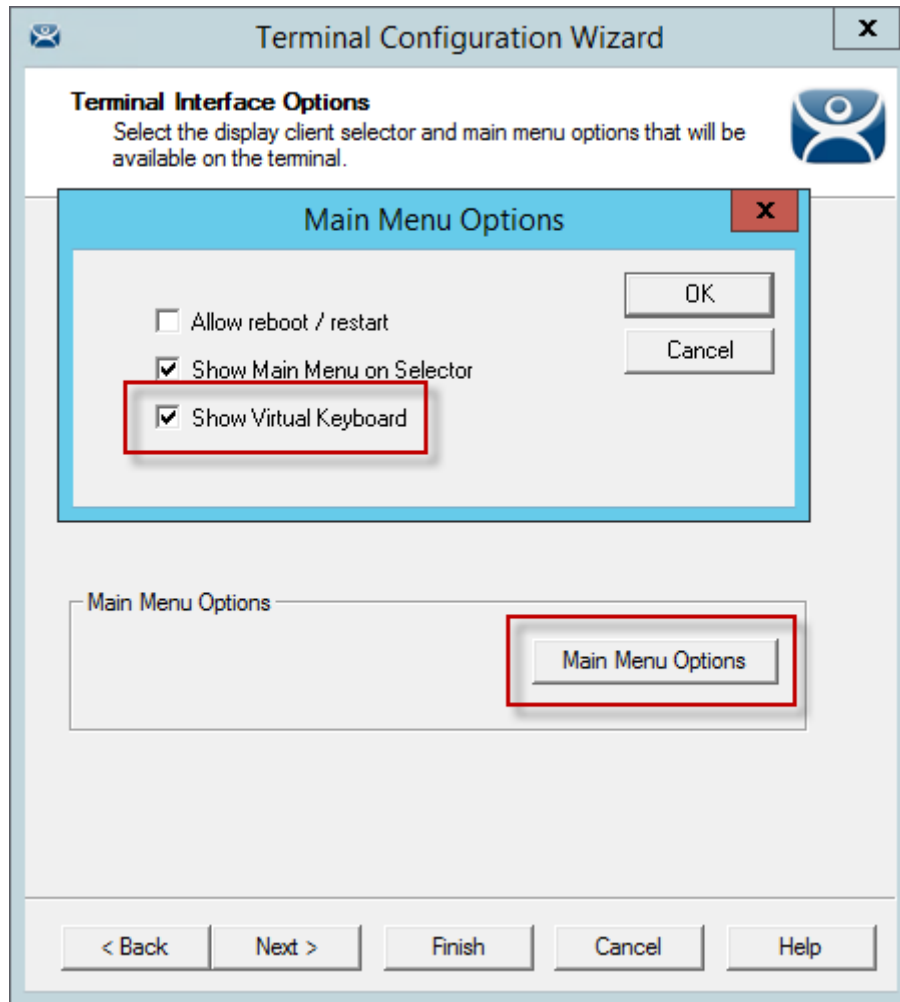 Terminal Configuration Wizard
x
Terminal Interface Options
Select the display client selector and main menu options that will be
available on the terminal.
Main Menu Options
x
Allow reboot / restart
Show Main Menu on Selector
Show Virtual Keyboard
OK
Cancel
Main Menu Options
Main Menu Options
< Back
Next >
Finish
Cancel
Help